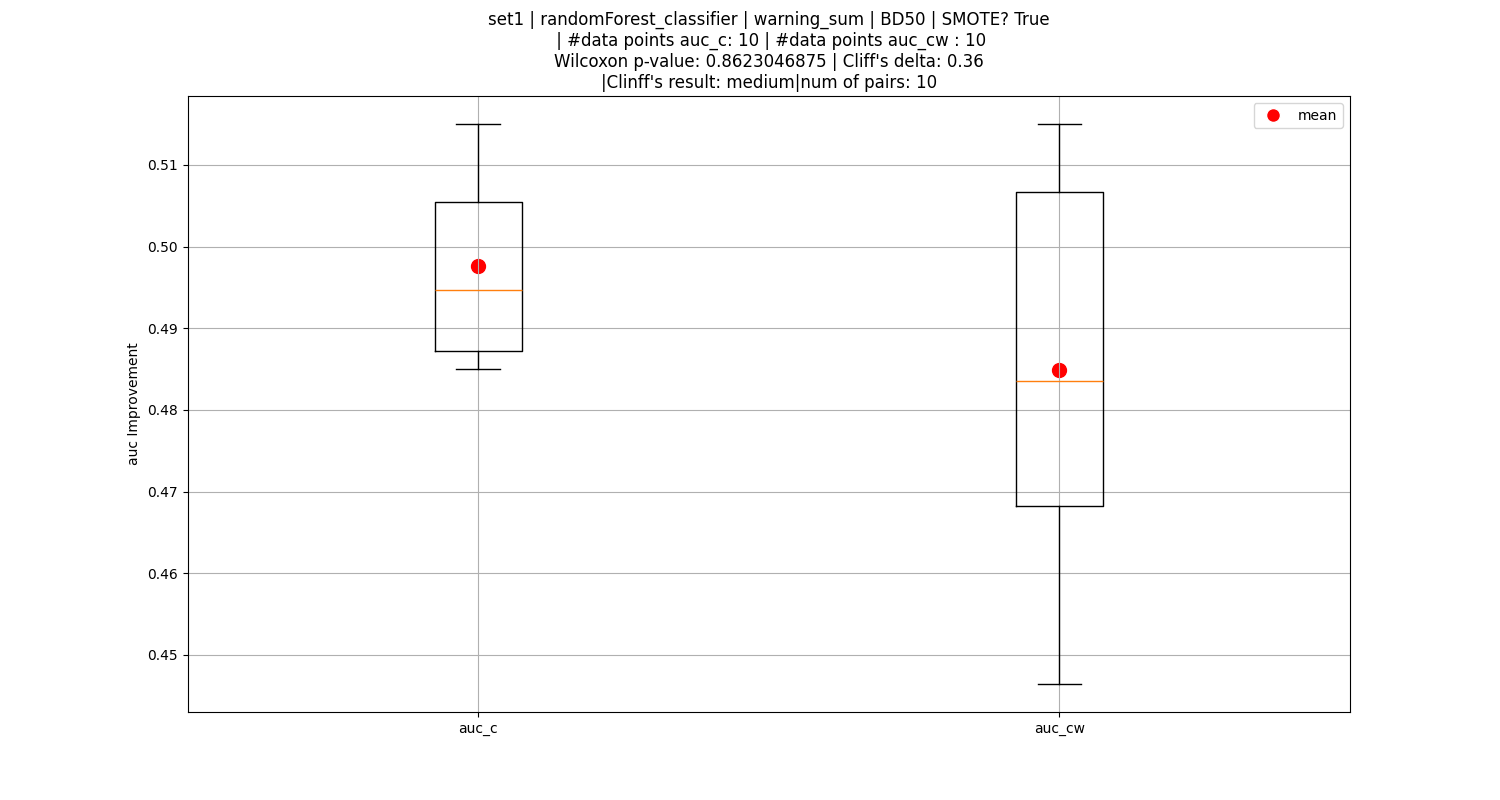 set1 | randomForest_classifier | warning_sum | BD50 | SMOTE? True
| #data points auc_c: 10 | #data points auc_cw : 10
Wilcoxon p-value: 0.8623046875 | Cliff's delta: 0.36
|Clinff's result: medium|num of pairs: 10
mean
0.51
0.50
0.49
0.48
0.47
0.46
0.45
auc Improvement
auc_c
auc_cw